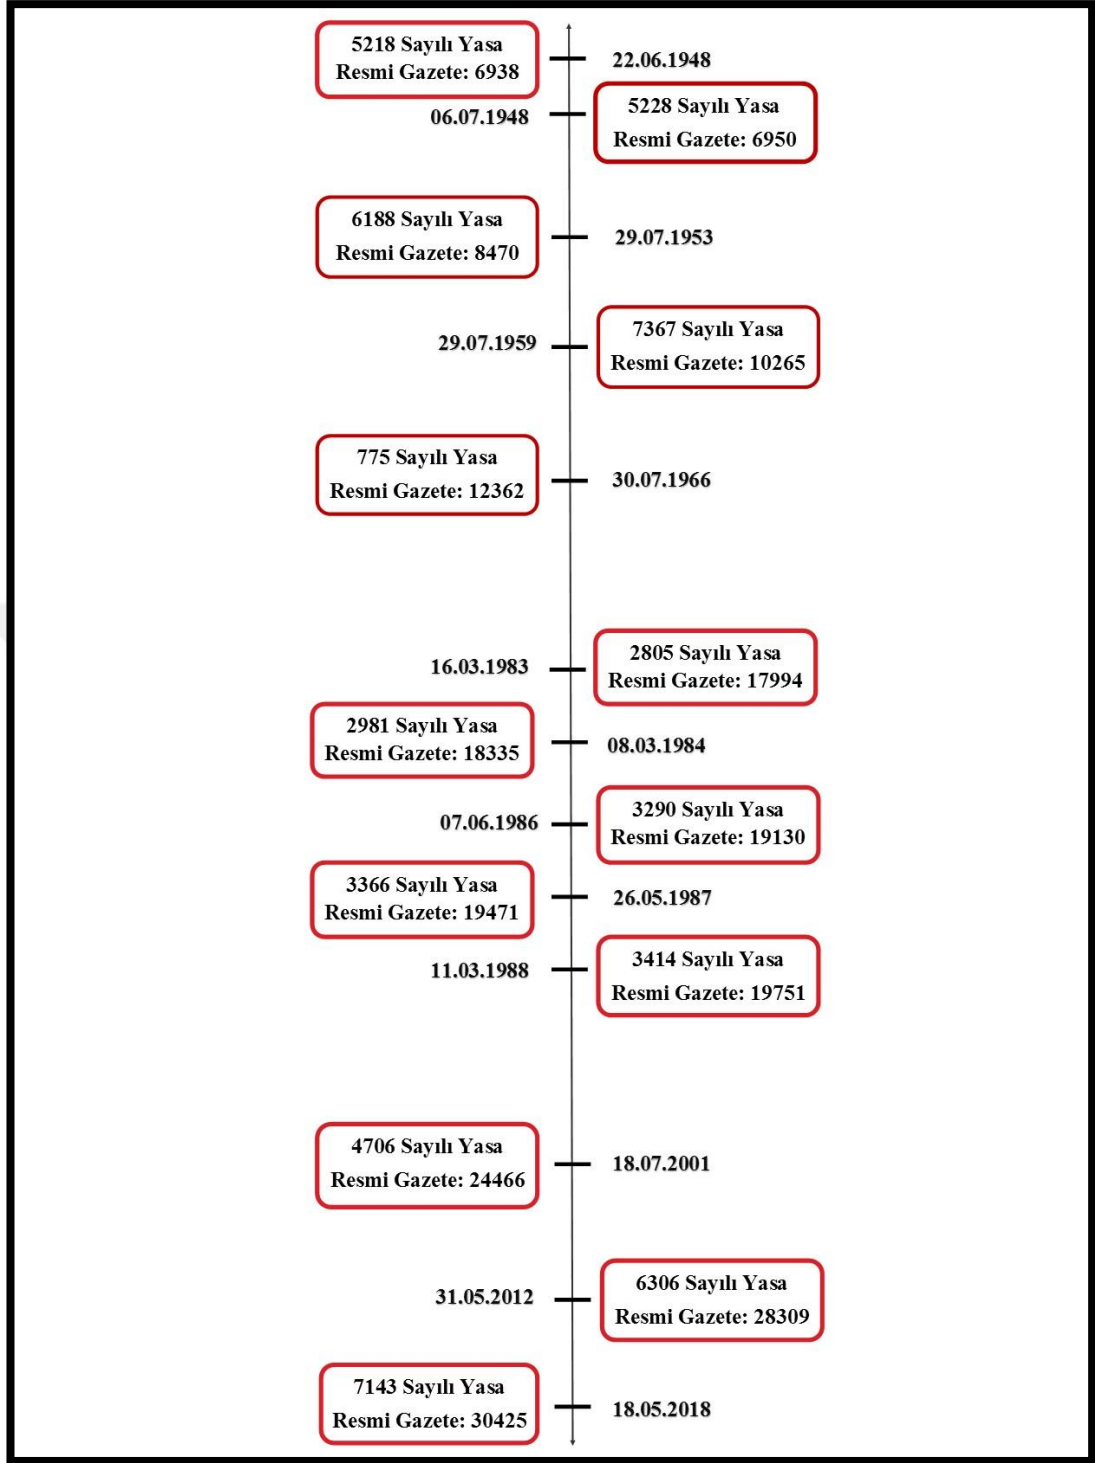 5218 Sayılı Yasa
Resmi Gazete: 6938
22.06.1948
06.07.1948
5228 Sayılı Yasa
Resmi Gazete: 6950
6188 Sayılı Yasa
Resmi Gazete: 8470
29.07.1953
29.07.1959
7367 Sayılı Yasa
Resmi Gazete: 10265
775 Sayılı Yasa
Resmi Gazete: 12362
30.07.1966
16.03.1983
2805 Sayılı Yasa
Resmi Gazete: 17994
2981 Sayılı Yasa
Resmi Gazete: 18335
08.03.1984
07.06.1986
3290 Sayılı Yasa
Resmi Gazete: 19130
3366 Sayılı Yasa
Resmi Gazete: 19471
26.05.1987
11.03.1988
3414 Sayılı Yasa
Resmi Gazete: 19751
4706 Sayılı Yasa
Resmi Gazete: 24466
18.07.2001
31.05.2012
6306 Sayılı Yasa
Resmi Gazete: 28309
7143 Sayılı Yasa
Resmi Gazete: 30425
18.05.2018